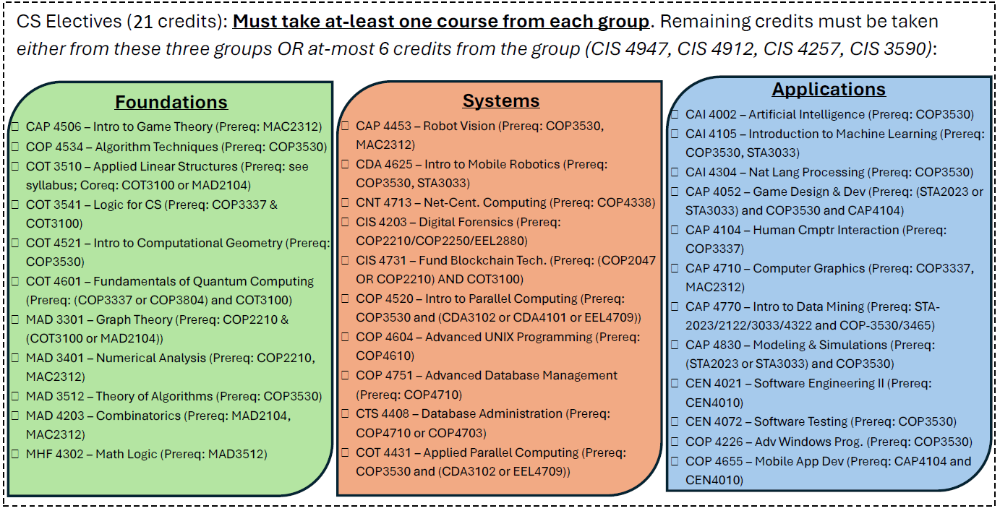 CS Electives (21 credits): Must take at-least one course from each group. Remaining credits must be taken
either from these three groups OR at-most 6 credits from the group (CIS 4947, CIS 4912, CIS 4257, CIS 3590):
Foundations
☐ CAP 4506 – Intro to Game Theory (Prereq: MAC2312)
☐ COP 4534 – Algorithm Techniques (Prereq: COP3530)
☐ COT 3510 – Applied Linear Structures (Prereq: see
syllabus; Coreq: COT3100 or MAD2104)
☐ COT 3541 – Logic for CS (Prereq: COP3337 &
COT3100)
☐ COT 4521 – Intro to Computational Geometry (Prereq:
COP3530)
☐ COT 4601 – Fundamentals of Quantum Computing
(Prereq: (COP3337 or COP3804) and COT3100)
☐ MAD 3301 – Graph Theory (Prereq: COP2210 &
(COT3100 or MAD2104))
☐ MAD 3401 – Numerical Analysis (Prereq: COP2210,
MAC2312)
☐ MAD 3512 – Theory of Algorithms (Prereq: COP3530)
☐ MAD 4203 – Combinatorics (Prereq: MAD2104,
MAC2312)
☐ MHF 4302 – Math Logic (Prereq: MAD3512)
Systems
☐ CAP 4453 – Robot Vision (Prereq: COP3530,
MAC2312)
☐ CDA 4625 – Intro to Mobile Robotics (Prereq:
COP3530, STA3033)
☐ CNT 4713 – Net-Cent. Computing (Prereq: COP4338)
☐ CIS 4203 – Digital Forensics (Prereq:
COP2210/COP2250/EEL2880)
☐ CIS 4731 – Fund Blockchain Tech. (Prereq: (COP2047
OR COP2210) AND COT3100)
☐ COP 4520 – Intro to Parallel Computing (Prereq:
COP3530 and (CDA3102 or CDA4101 or EEL4709))
☐ COP 4604 – Advanced UNIX Programming (Prereq:
COP4610)
☐ COP 4751 – Advanced Database Management
(Prereq: COP4710)
☐ CTS 4408 – Database Administration (Prereq:
COP4710 or COP4703)
☐ COT 4431 – Applied Parallel Computing (Prereq:
COP3530 and (CDA3102 or EEL4709))
Applications
☐ CAI 4002 – Artificial Intelligence (Prereq: COP3530)
☐ CAI 4105 – Introduction to Machine Learning (Prereq:
COP3530, STA3033)
☐ CAI 4304 – Nat Lang Processing (Prereq: COP3530)
☐ CAP 4052 – Game Design & Dev (Prereq: (STA2023 or
STA3033) and COP3530 and CAP4104)
☐ CAP 4104 – Human Cmptr Interaction (Prereq:
COP3337)
☐ CAP 4710 – Computer Graphics (Prereq: COP3337,
MAC2312)
☐ CAP 4770 – Intro to Data Mining (Prereq: STA-
2023/2122/3033/4322 and COP-3530/3465)
☐ CAP 4830 – Modeling & Simulations (Prereq:
(STA2023 or STA3033) and COP3530)
☐ CEN 4021 – Software Engineering II (Prereq:
CEN4010)
☐ CEN 4072 – Software Testing (Prereq: COP3530)
☐ COP 4226 – Adv Windows Prog. (Prereq: COP3530)
☐ COP 4655 – Mobile App Dev (Prereq: CAP4104 and
CEN4010)